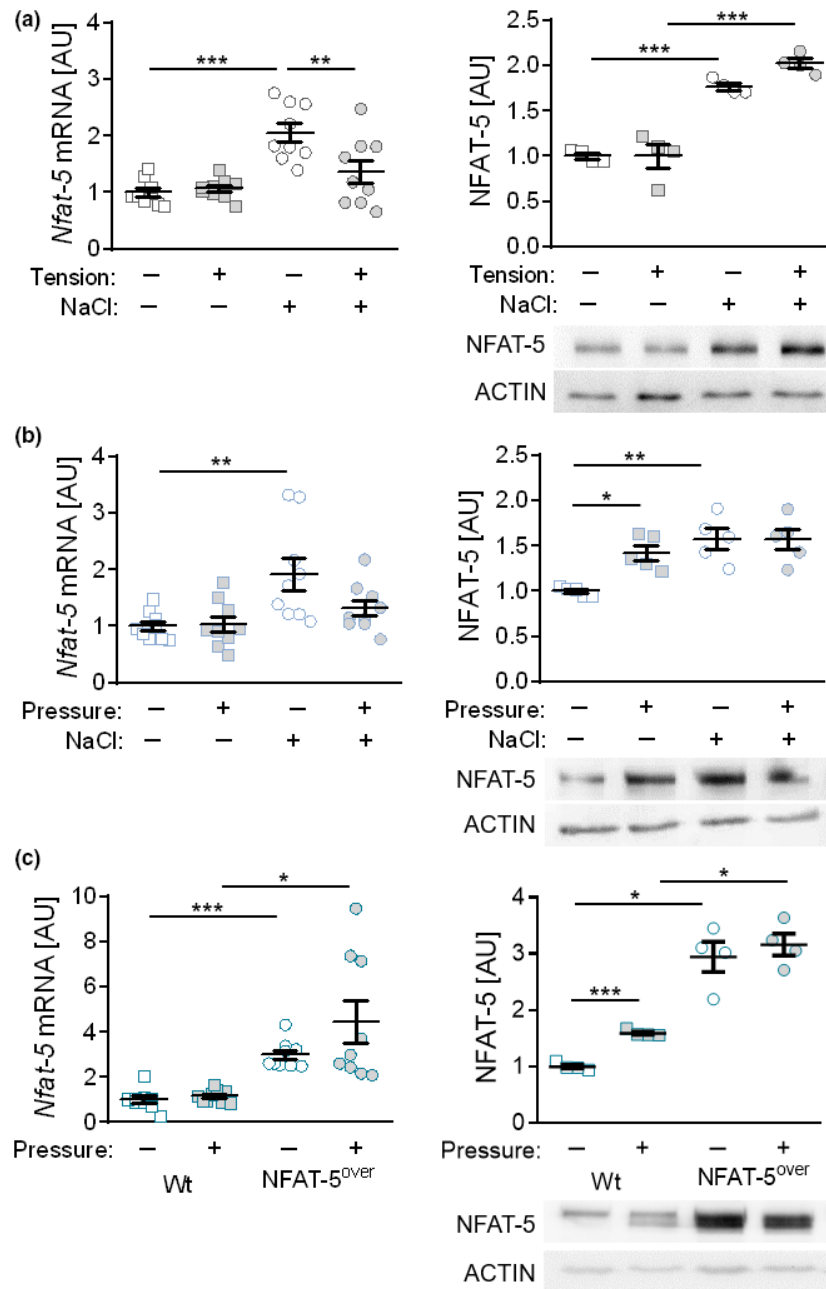 (a)
Nfat-5 mRNA [AU]
4
3
2
1
0
*** **
Tension: – + – +
NaCl: – – + +
NFAT-5 [AU]
2.5
2.0
1.5
1.0
0.5
0.0
***
***
Tension: – + – +
NaCl: – – + +
NFAT-5
ACTIN
(b)
Nfat-5 mRNA [AU]
4
3
2
1
0
**
Pressure: – + – +
NaCl: – – + +
NFAT-5 [AU]
2.5
2.0
1.5
1.0
0.5
0.0
**
*
Pressure: – + – +
NaCl: – – + +
NFAT-5
ACTIN
(c)
Nfat-5 mRNA [AU]
10
8
6
4
2
0
*
***
Pressure: – + – +
Wt NFAT-5over
NFAT-5 [AU]
4
3
2
1
0
*
*
***
Pressure: – + – +
Wt NFAT-5over
NFAT-5
ACTIN